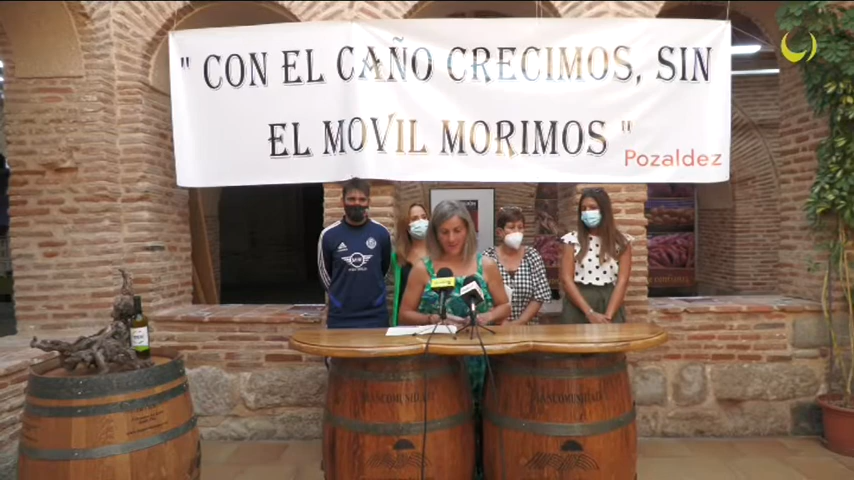 " CON EL CAÑO CRECIMOS, SIN
EL MOVIL MORIMOS "
Pozaldez